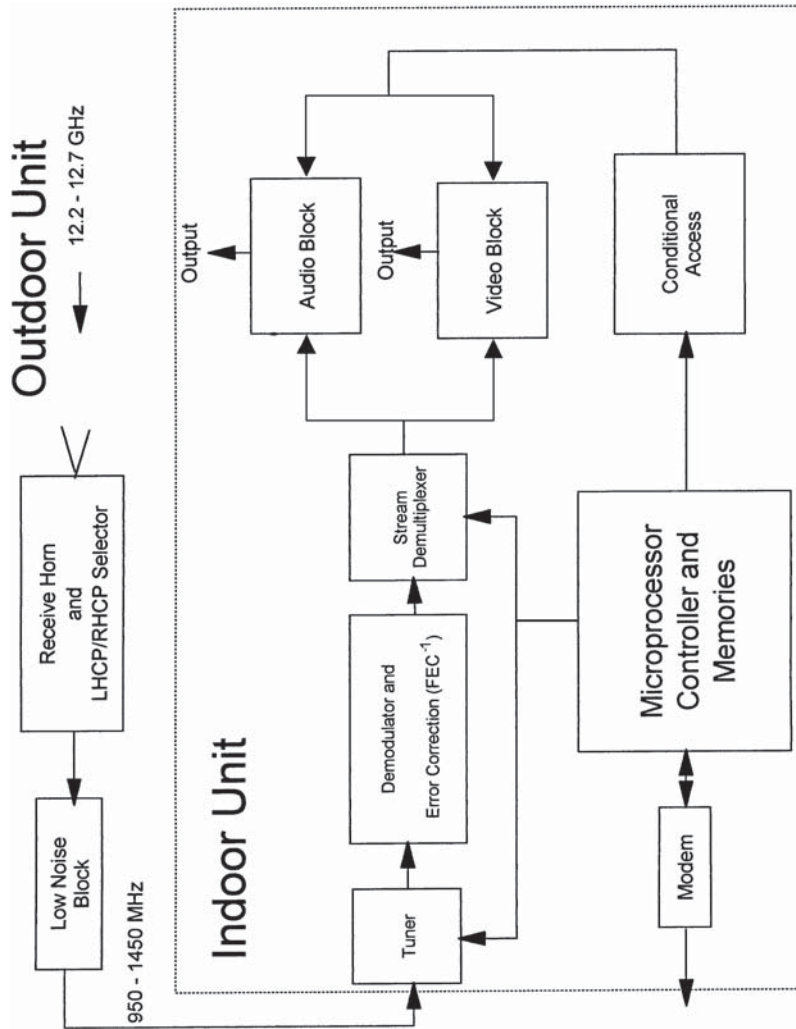 Outdoor Unit
12.2 - 12.7 GHz
Receive Horn
and
LHCP/RHCP Selector
Low Noise
Block
950 - 1450 MHz
Indoor Unit
Tuner
Demodulator and
Error Correction (FEC⁻¹)
Stream
Demultiplexer
Output
Audio Block
Output
Video Block
Modem
Microprocessor
Controller and
Memories
Conditional
Access